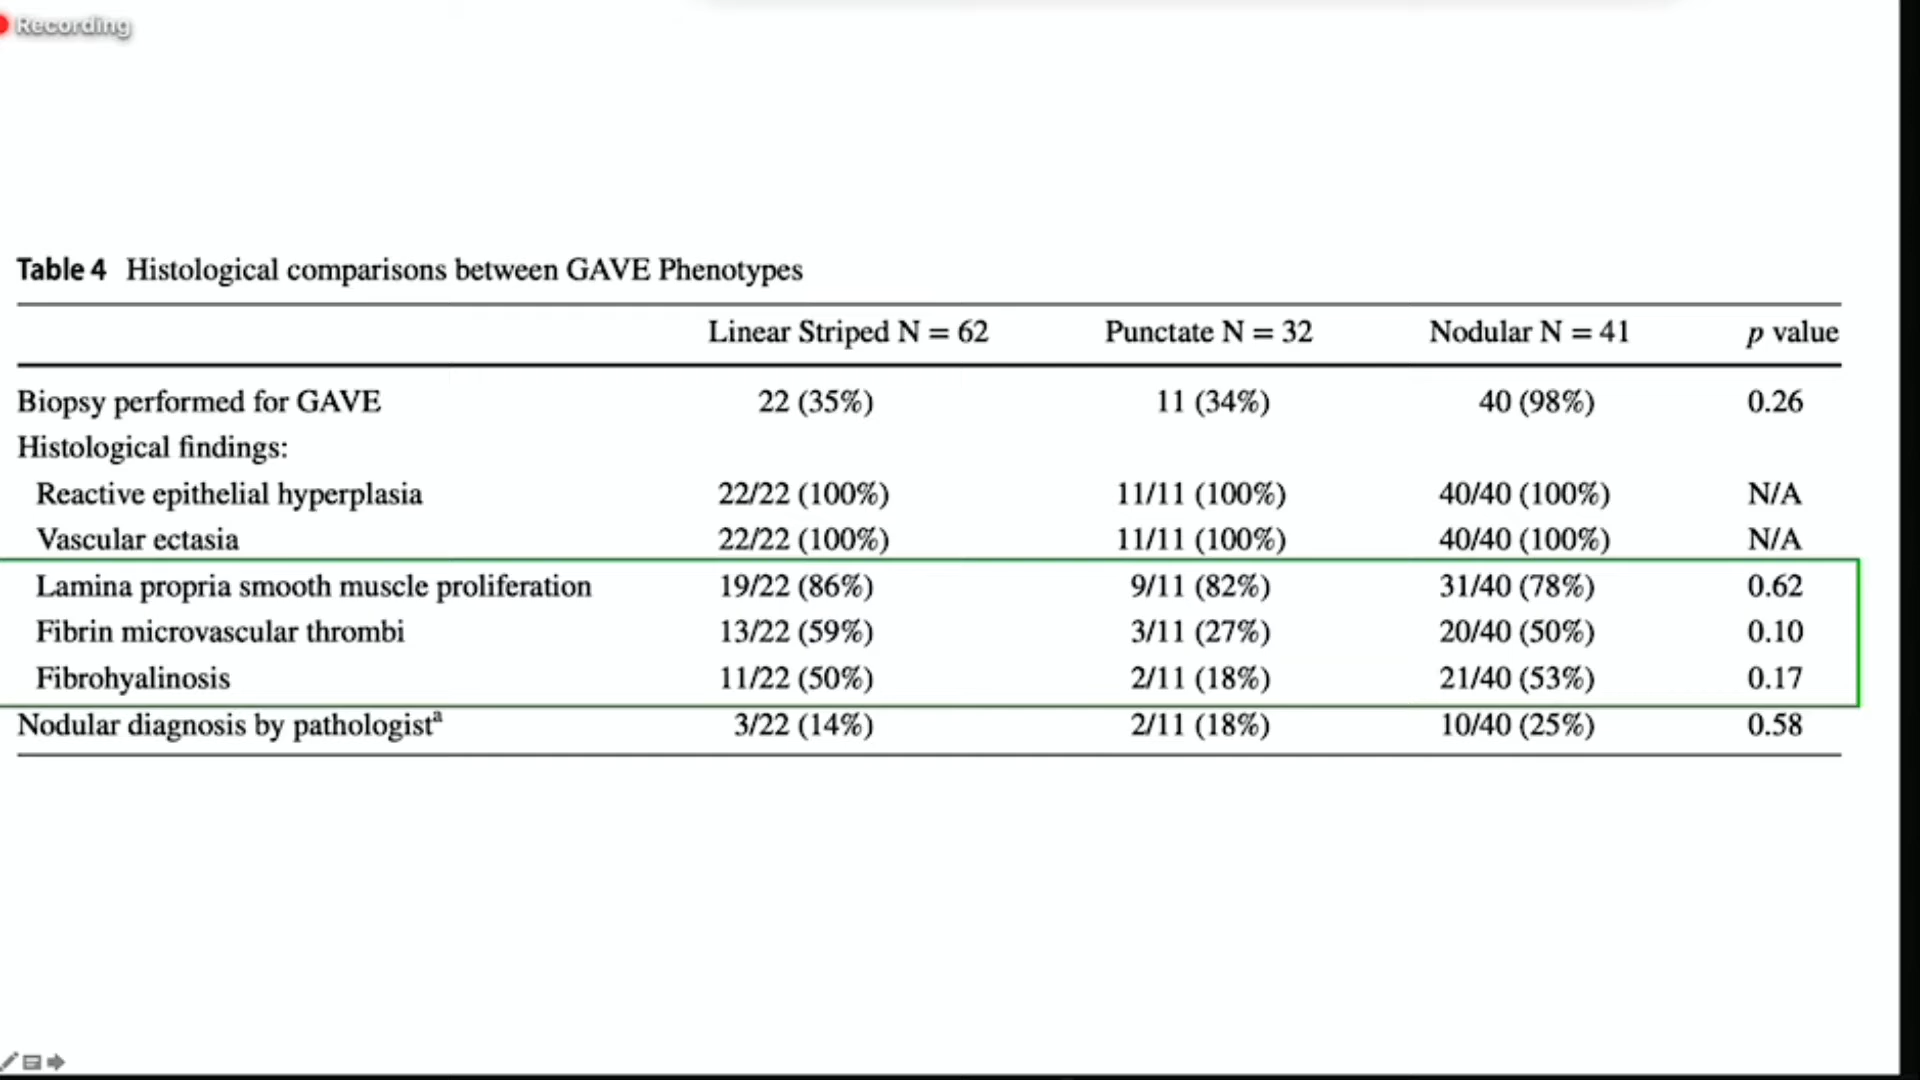 Recording
Table 4 Histological comparisons between GAVE Phenotypes
Linear Striped N = 62 Punctate N = 32 Nodular N = 41 p value
Biopsy performed for GAVE 22 (35%) 11 (34%) 40 (98%) 0.26
Histological findings:
Reactive epithelial hyperplasia 22/22 (100%) 11/11 (100%) 40/40 (100%) N/A
Vascular ectasia 22/22 (100%) 11/11 (100%) 40/40 (100%) N/A
Lamina propria smooth muscle proliferation 19/22 (86%) 9/11 (82%) 31/40 (78%) 0.62
Fibrin microvascular thrombi 13/22 (59%) 3/11 (27%) 20/40 (50%) 0.10
Fibrohyalinosis 11/22 (50%) 2/11 (18%) 21/40 (53%) 0.17
Nodular diagnosis by pathologistᵃ 3/22 (14%) 2/11 (18%) 10/40 (25%) 0.58